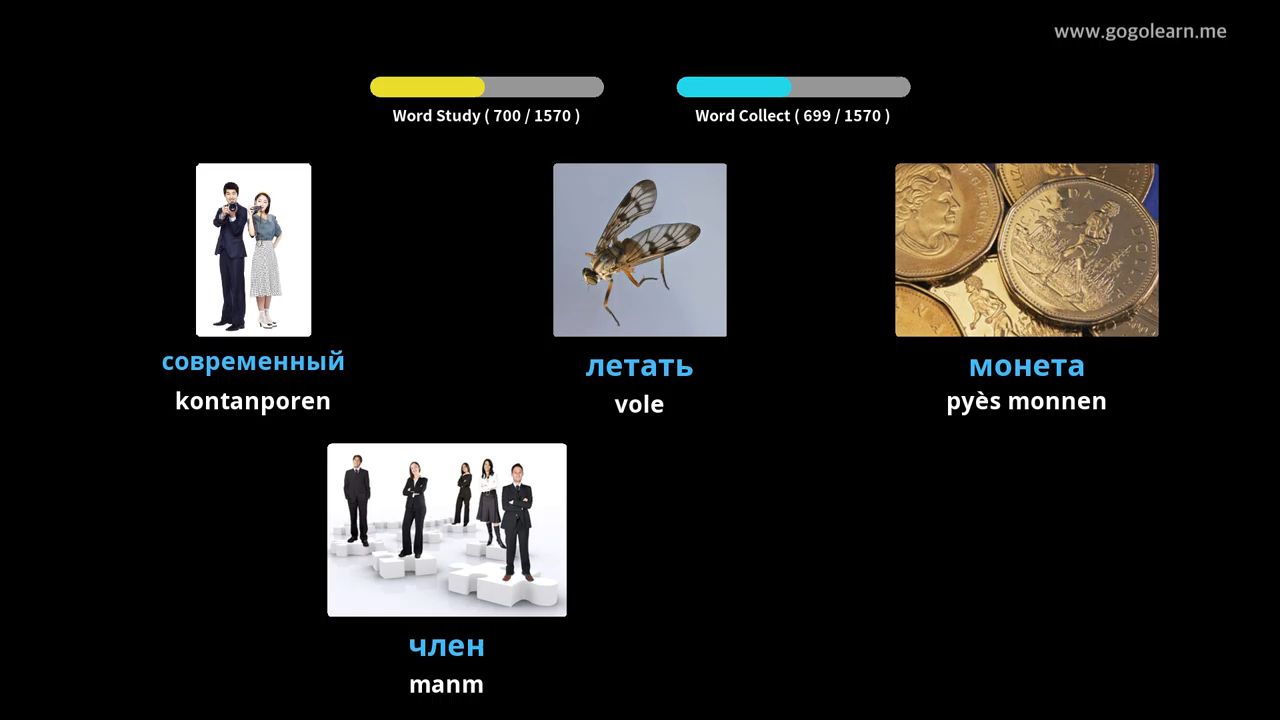 www.gogolearn.me
Word Study ( 700 / 1570 )
Word Collect ( 699 / 1570 )
современный
kontanporen
летать
vole
монета
pyès monnen
CANADA
член
manm